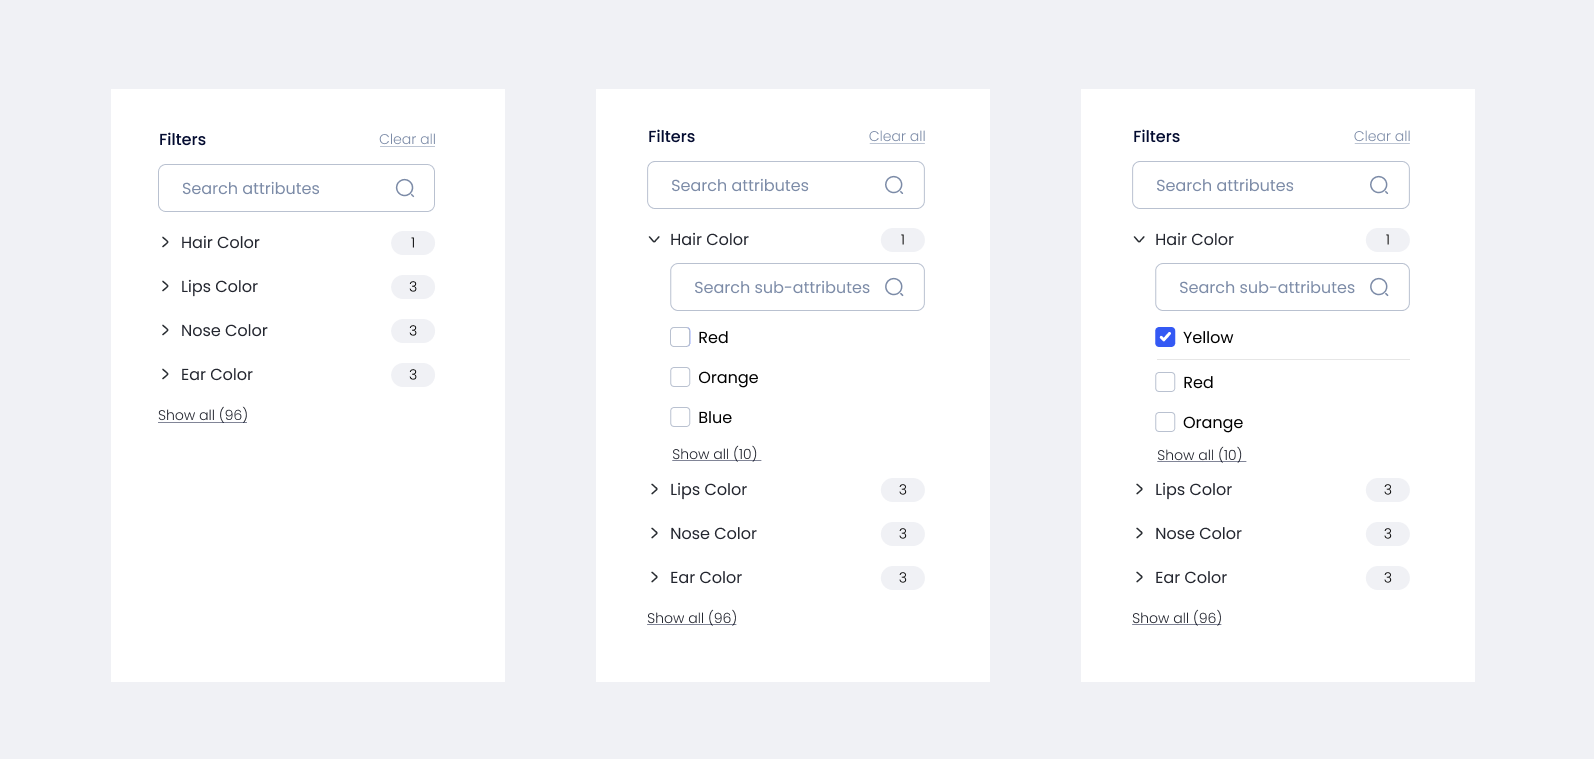 Filters Clear all
Search attributes
Hair Color 1
Lips Color 3
Nose Color 3
Ear Color 3
Show all (96)
Filters Clear all
Search attributes
Hair Color 1
Search sub-attributes
Red
Orange
Blue
Show all (10)
Lips Color 3
Nose Color 3
Ear Color 3
Show all (96)
Filters Clear all
Search attributes
Hair Color 1
Search sub-attributes
Yellow
Red
Orange
Show all (10)
Lips Color 3
Nose Color 3
Ear Color 3
Show all (96)